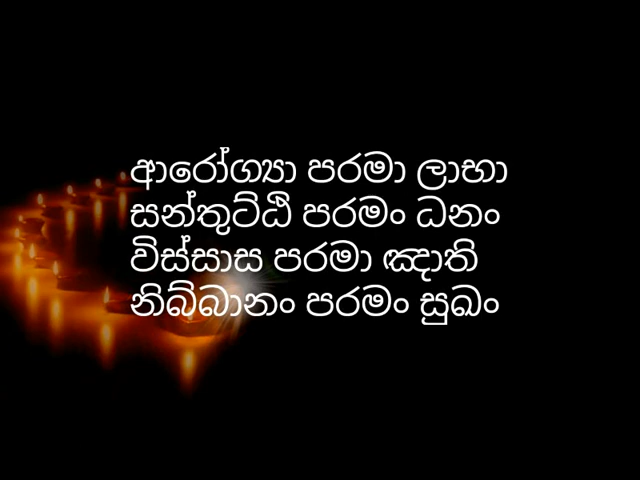 ආරෝග්‍යා පරමා ලාභා
සන්තුට්ඨි පරමං ධනං
විස්සාස පරමා ඤාති
නිබ්බානං පරමං සුඛං